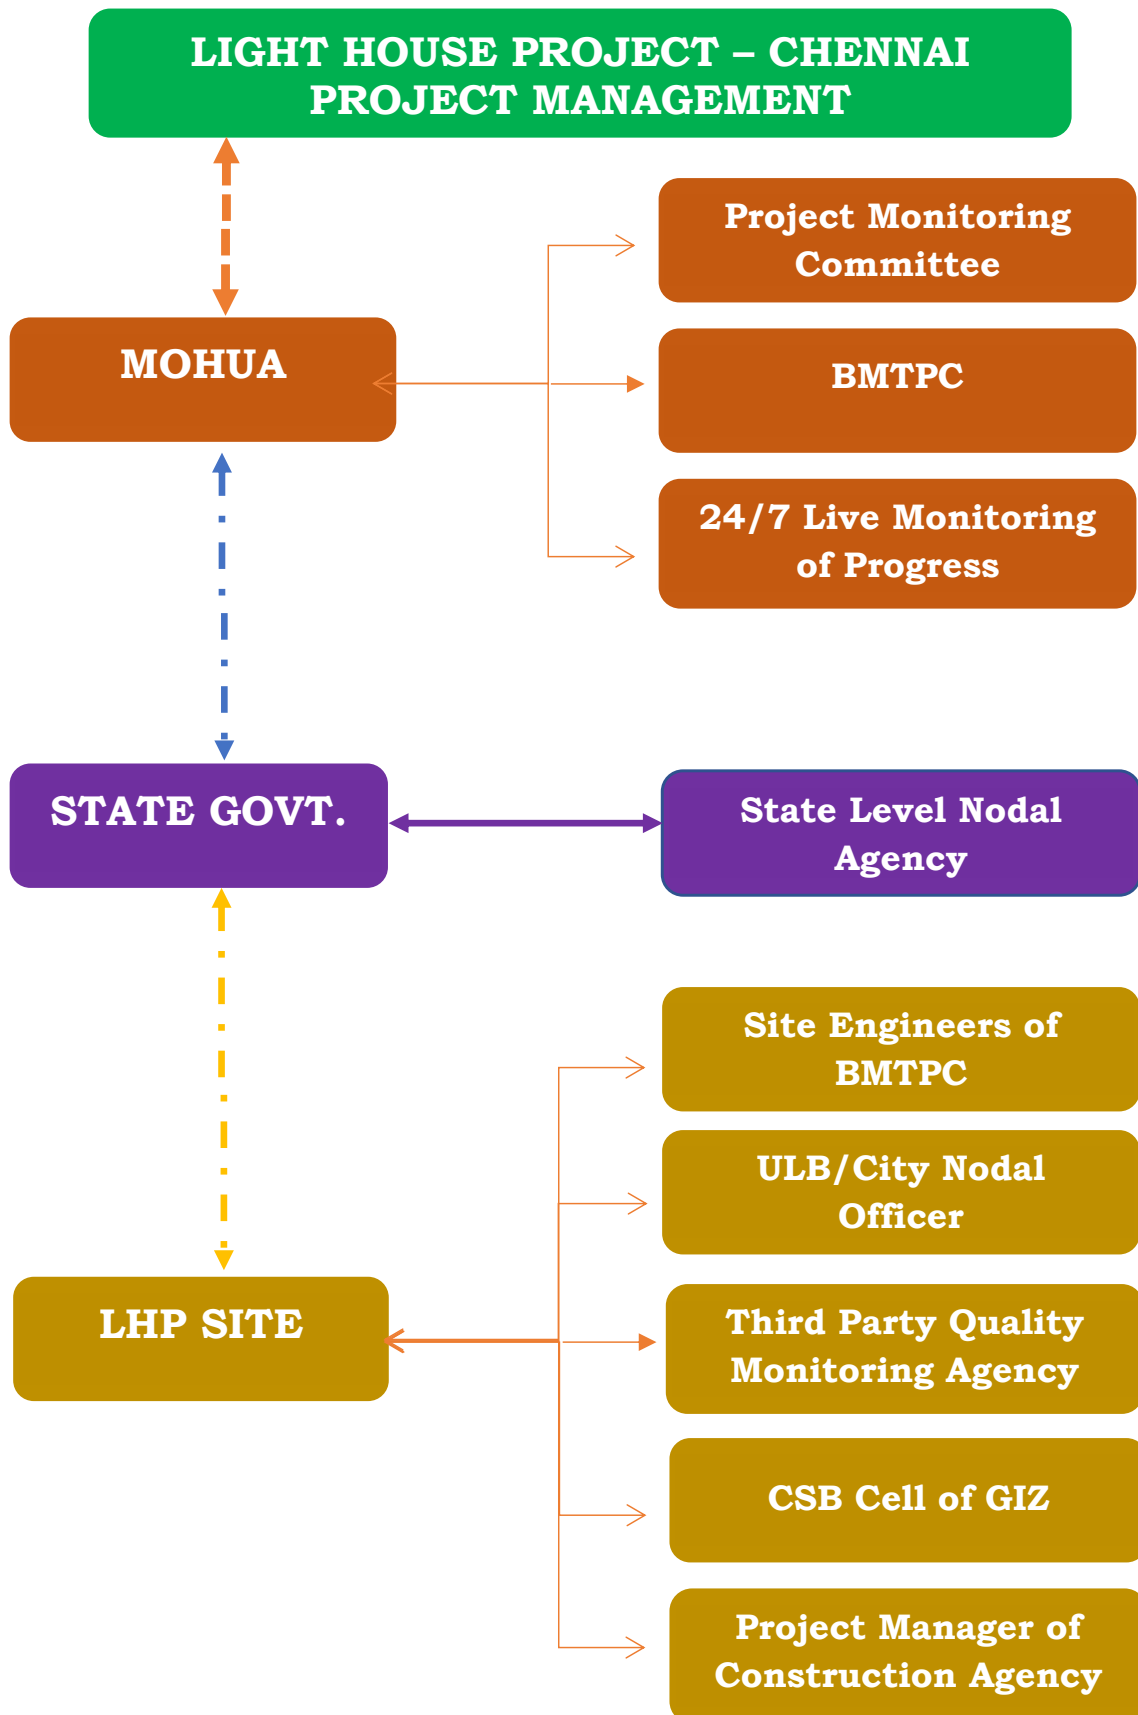 LIGHT HOUSE PROJECT – CHENNAI
PROJECT MANAGEMENT
Project Monitoring
Committee
MOHUA
BMTPC
24/7 Live Monitoring
of Progress
STATE GOVT.
State Level Nodal
Agency
Site Engineers of
BMTPC
ULB/City Nodal
Officer
LHP SITE
Third Party Quality
Monitoring Agency
CSB Cell of GIZ
Project Manager of
Construction Agency